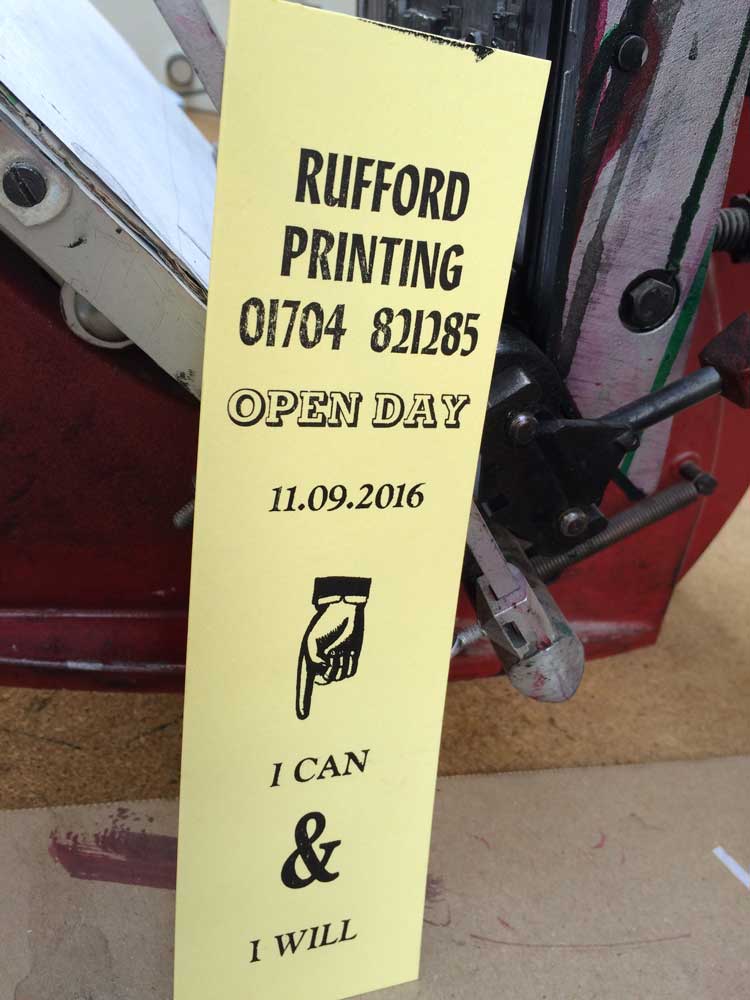 RUFFORD
PRINTING
01704 821285
OPEN DAY
11.09.2016
I CAN
&
I WILL